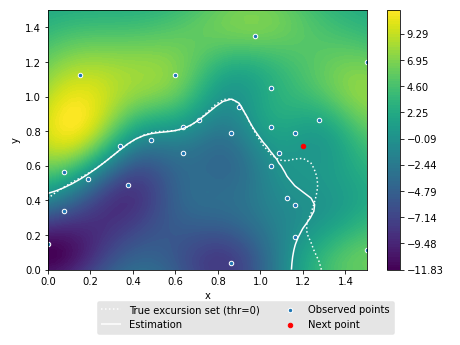 1.4
1.2
1.0
0.8
0.6
0.4
0.2
0.0
y
0.0 0.2 0.4 0.6 0.8 1.0 1.2 1.4
x
9.29
6.95
4.60
2.25
−0.09
−2.44
−4.79
−7.14
−9.48
−11.83
True excursion set (thr=0)
Estimation
Observed points
Next point